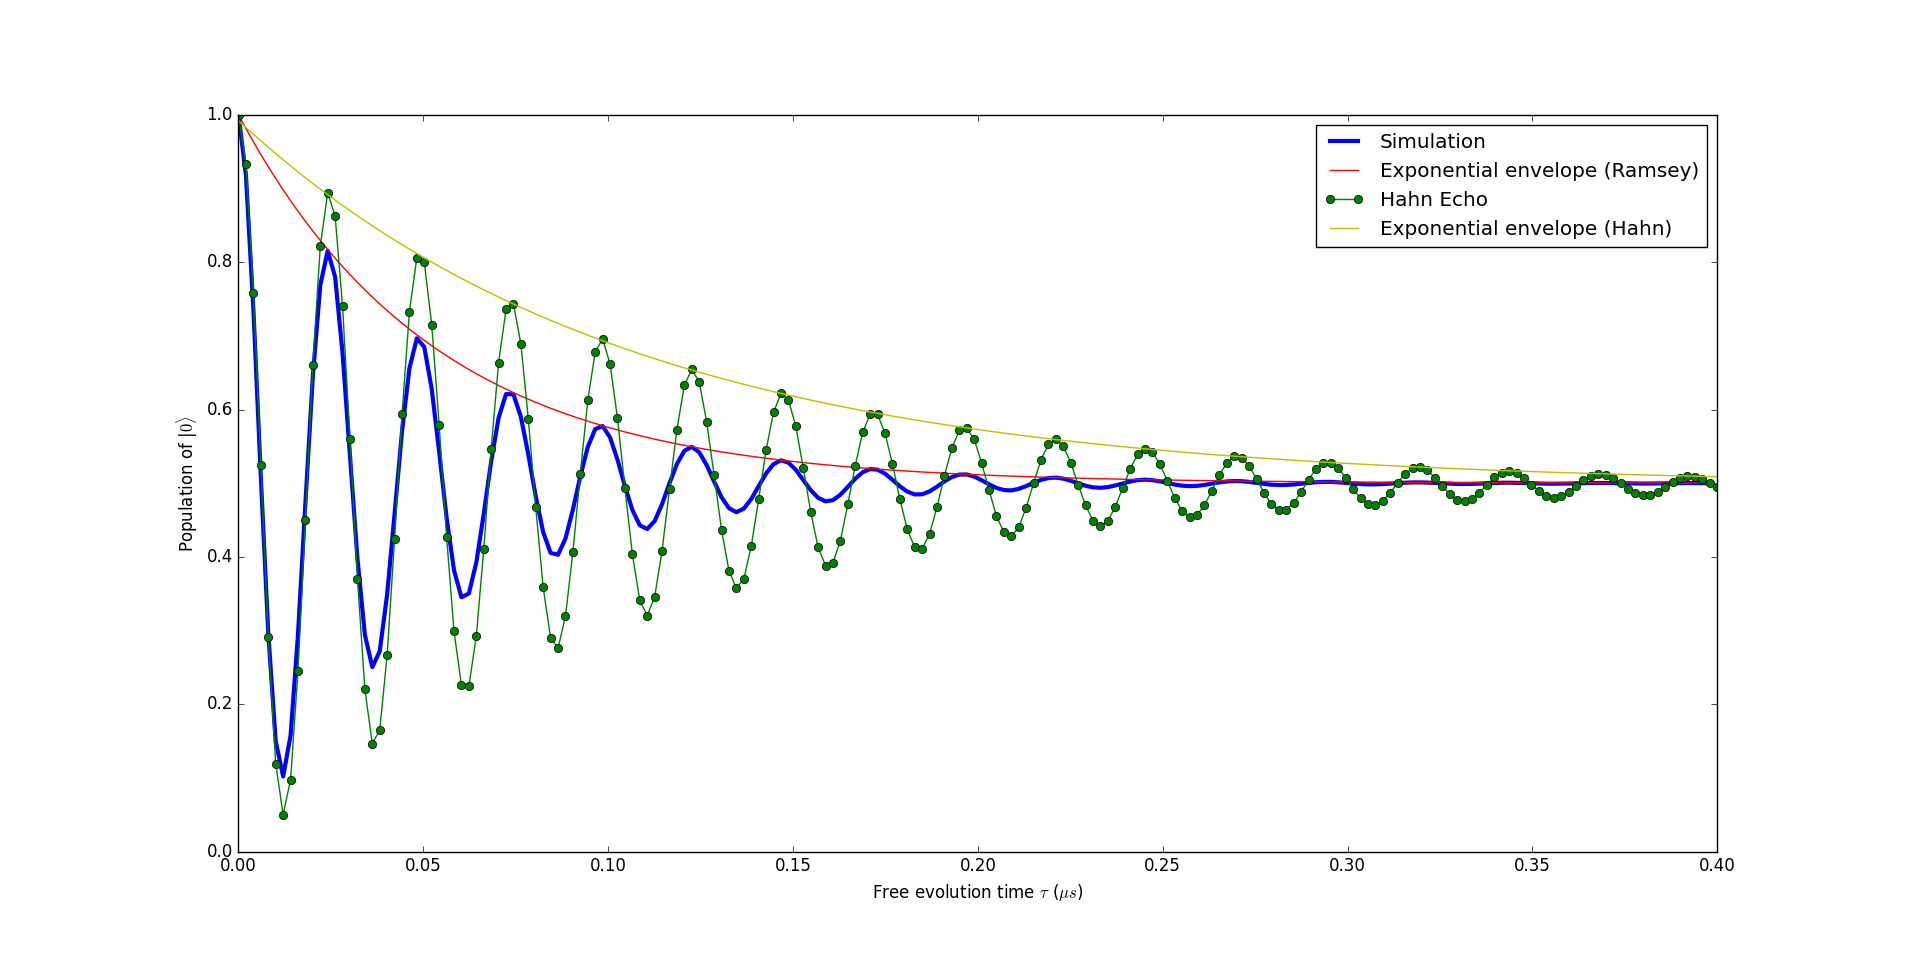 1.0
0.8
0.6
0.4
0.2
0.0
Population of |0⟩
0.00 0.05 0.10 0.15 0.20 0.25 0.30 0.35 0.40
Free evolution time τ (μs)
Simulation
Exponential envelope (Ramsey)
Hahn Echo
Exponential envelope (Hahn)